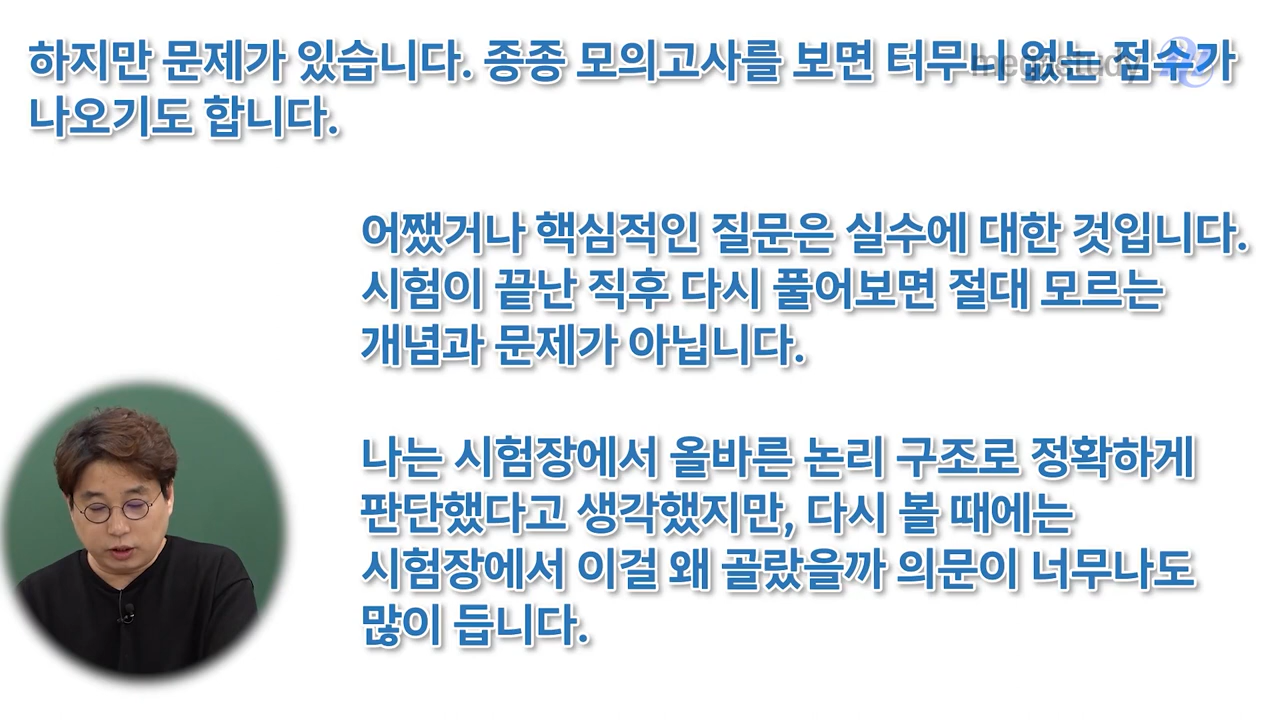 하지만 문제가 있습니다. 종종 모의고사를 보면 터무니 없는 점수가
나오기도 합니다.
megastudy
어쨌거나 핵심적인 질문은 실수에 대한 것입니다.
시험이 끝난 직후 다시 풀어보면 절대 모르는
개념과 문제가 아닙니다.
나는 시험장에서 올바른 논리 구조로 정확하게
판단했다고 생각했지만, 다시 볼 때에는
시험장에서 이걸 왜 골랐을까 의문이 너무나도
많이 듭니다.